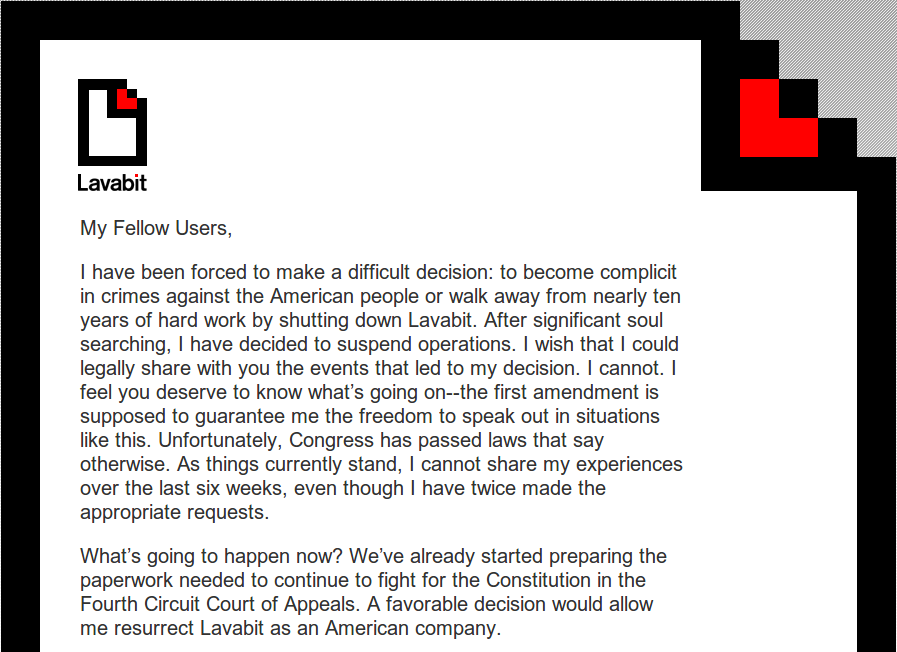 Lavabit
My Fellow Users,
I have been forced to make a difficult decision: to become complicit
in crimes against the American people or walk away from nearly ten
years of hard work by shutting down Lavabit. After significant soul
searching, I have decided to suspend operations. I wish that I could
legally share with you the events that led to my decision. I cannot. I
feel you deserve to know what’s going on--the first amendment is
supposed to guarantee me the freedom to speak out in situations
like this. Unfortunately, Congress has passed laws that say
otherwise. As things currently stand, I cannot share my experiences
over the last six weeks, even though I have twice made the
appropriate requests.
What’s going to happen now? We’ve already started preparing the
paperwork needed to continue to fight for the Constitution in the
Fourth Circuit Court of Appeals. A favorable decision would allow
me resurrect Lavabit as an American company.